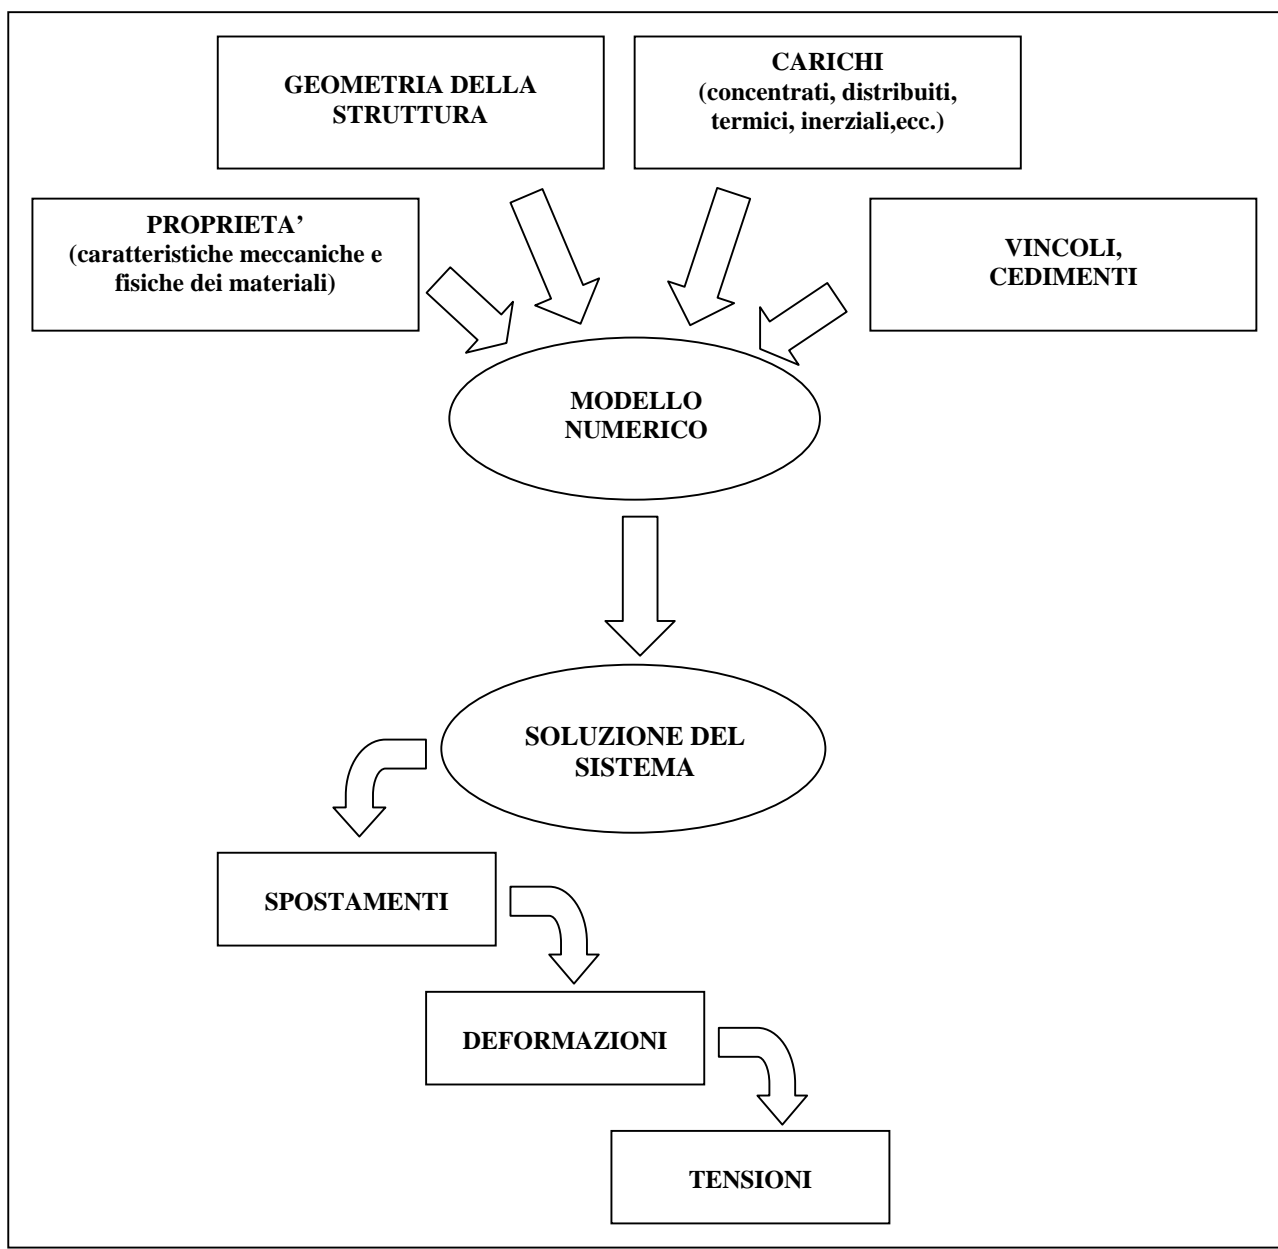 GEOMETRIA DELLA
STRUTTURA
CARICHI
(concentrati, distribuiti,
termici, inerziali,ecc.)
PROPRIETA’
(caratteristiche meccaniche e
fisiche dei materiali)
VINCOLI,
CEDIMENTI
MODELLO
NUMERICO
SOLUZIONE DEL
SISTEMA
SPOSTAMENTI
DEFORMAZIONI
TENSIONI